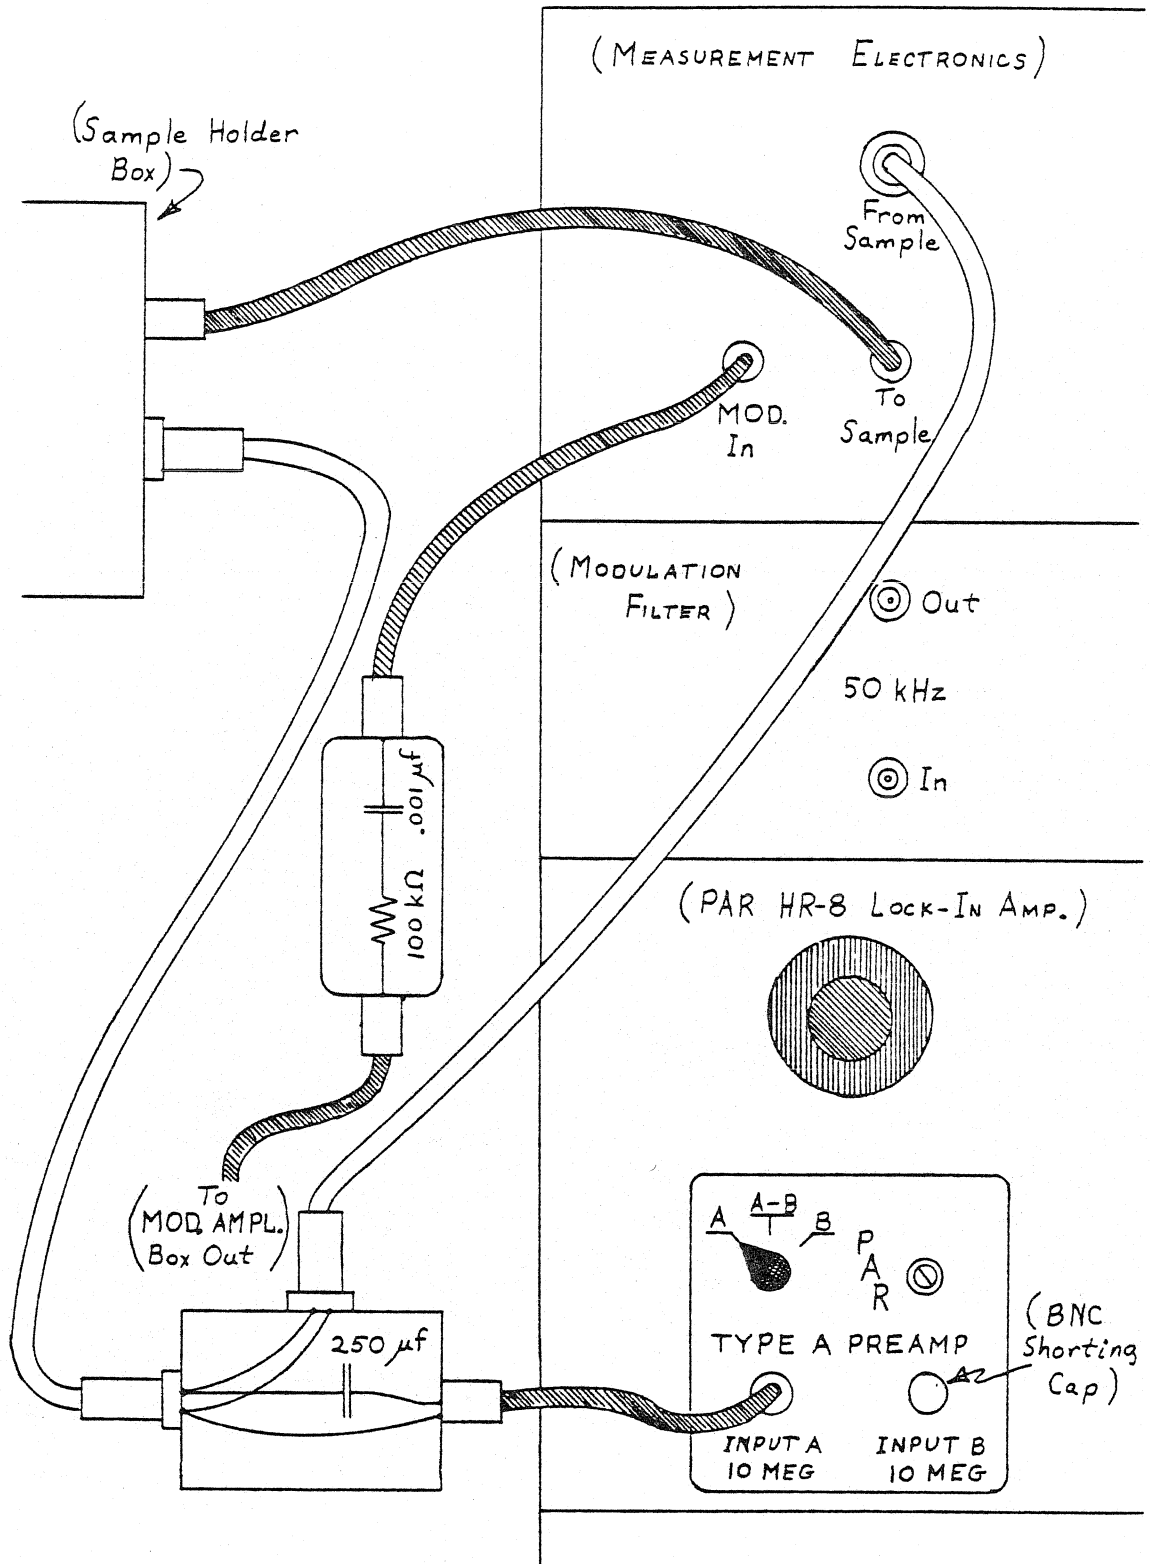 (MEASUREMENT ELECTRONICS)
(Sample Holder
Box)
From
Sample
MOD.
In
To
Sample
(MODULATION
FILTER)
Out
50 kHz
In
.001 µf
100 kΩ
(PAR HR-8 LOCK-IN AMP.)
(To
MOD. AMPL.
Box Out)
A
A-B
B
P
A
R
TYPE A PREAMP
(BNC
Shorting
Cap)
250 µf
INPUT A
10 MEG
INPUT B
10 MEG